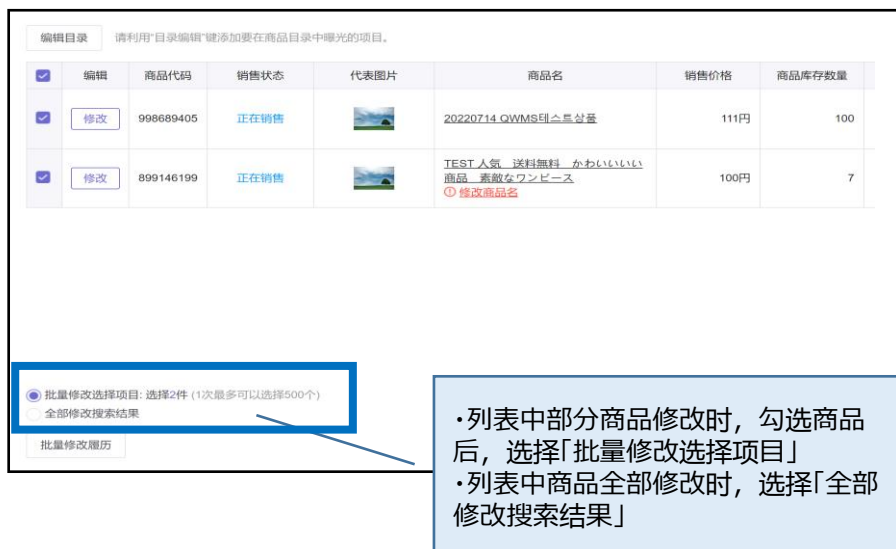 编辑目录 请利用"目录编辑"键添加要在商品目录中曝光的项目。
编辑 商品代码 销售状态 代表图片 商品名 销售价格 商品库存数量
修改 998689405 正在销售 20220714 QWMS테스트상품 111円 100
TEST 人気　送料無料　かわいいいい
修改 899146199 正在销售 商品　素敵なワンピース 100円 7
修改商品名
批量修改选择项目: 选择2件 (1次最多可以选择500个)
全部修改搜索结果
批量修改履历
·列表中部分商品修改时，勾选商品
后，选择「批量修改选择项目」
·列表中商品全部修改时，选择「全部
修改搜索结果」